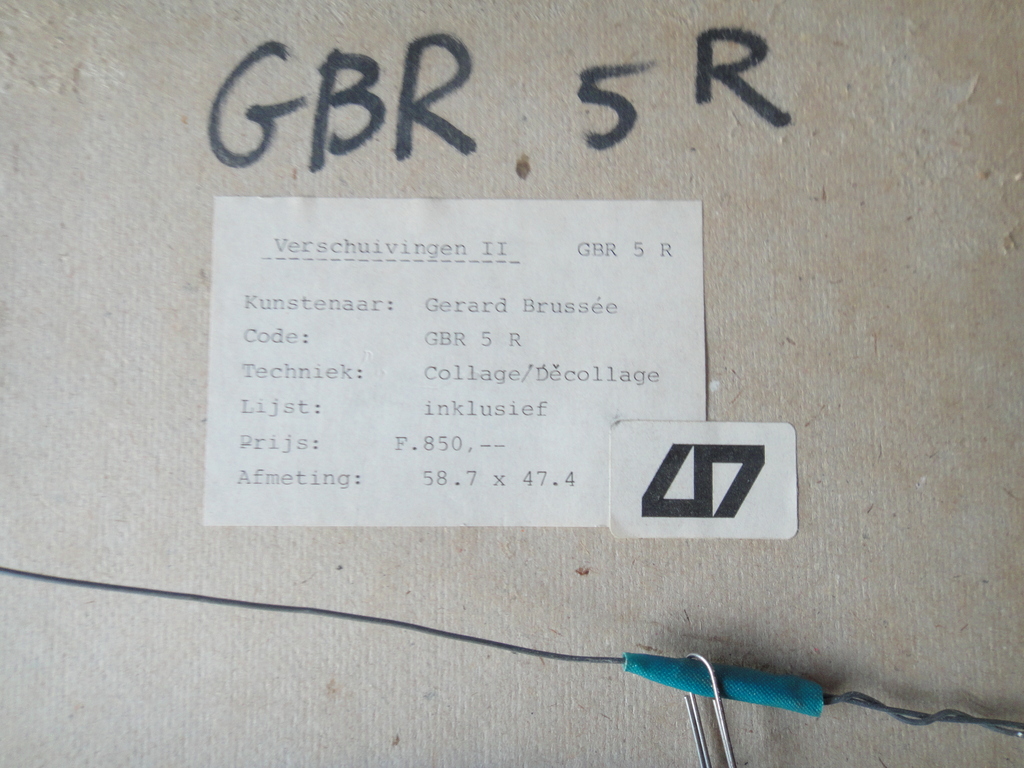 GBR 5 R
Verschuivingen II GBR 5 R
Kunstenaar: Gerard Brussée
Code: GBR 5 R
Techniek: Collage/Décollage
Lijst: inklusief
Prijs: F.850,--
Afmeting: 58.7 x 47.4